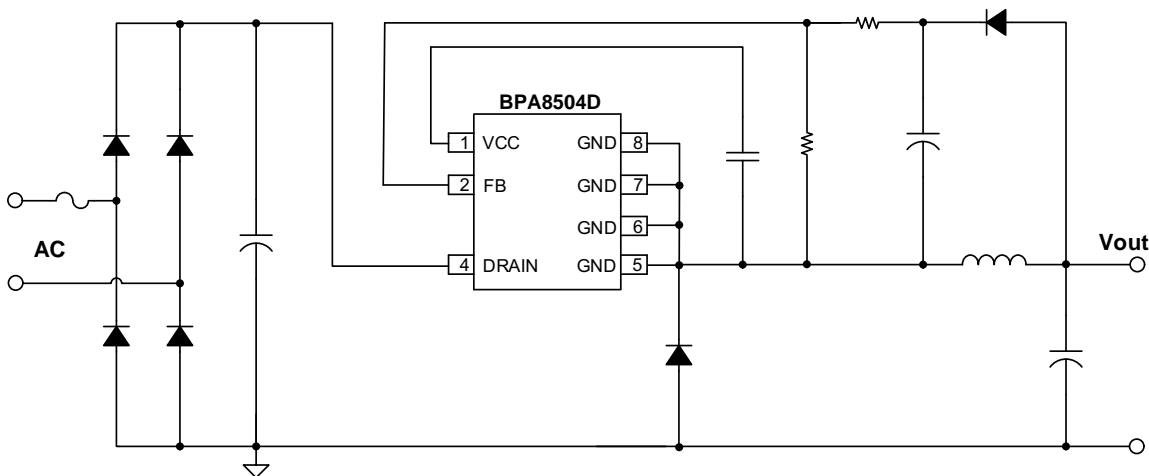 BPA8504D
1 VCC GND 8
2 FB GND 7
GND 6
4 DRAIN GND 5
AC
Vout